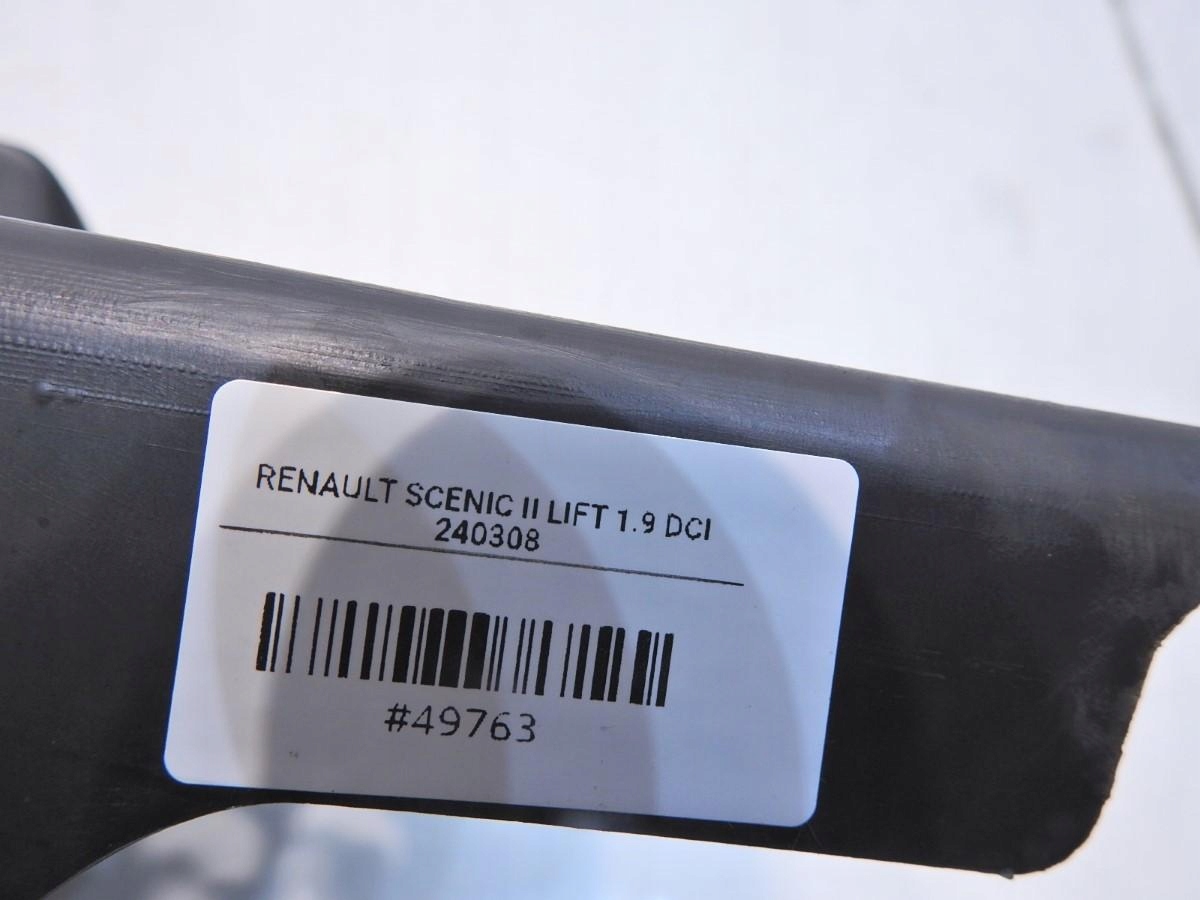 RENAULT SCENIC II LIFT 1.9 DCI
240308
#49763